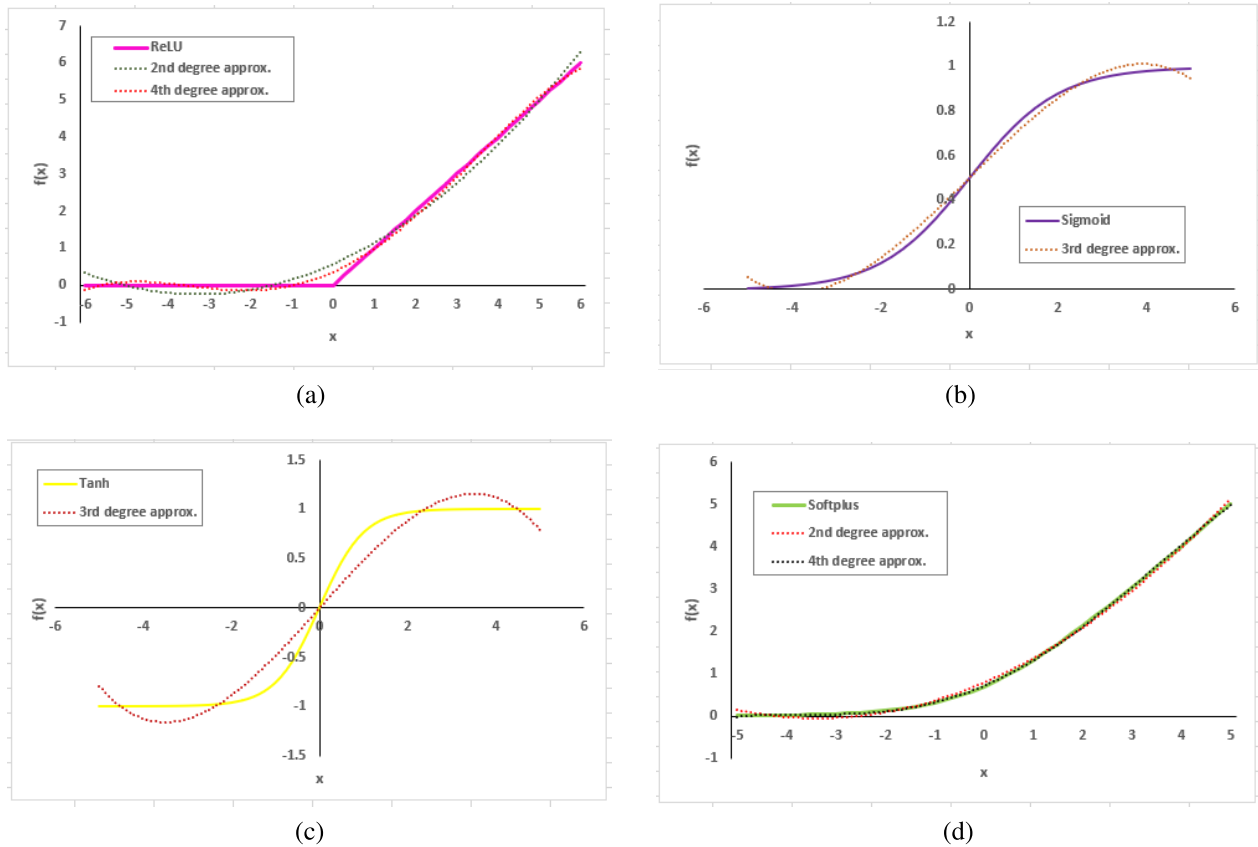 7
6
5
4
3
2
1
0
-1
f(x)
ReLU
2nd degree approx.
4th degree approx.
-6 -5 -4 -3 -2 -1 0 1 2 3 4 5 6
x
(a)
1.2
1
0.8
0.6
0.4
0.2
0
f(x)
Sigmoid
3rd degree approx.
-6 -4 -2 0 2 4 6
x
(b)
1.5
1
0.5
0
-0.5
-1
-1.5
Tanh
3rd degree approx.
f(x)
-6 -4 -2 0 2 4 6
x
(c)
6
5
4
3
2
1
0
-1
f(x)
Softplus
2nd degree approx.
4th degree approx.
-5 -4 -3 -2 -1 0 1 2 3 4 5
x
(d)